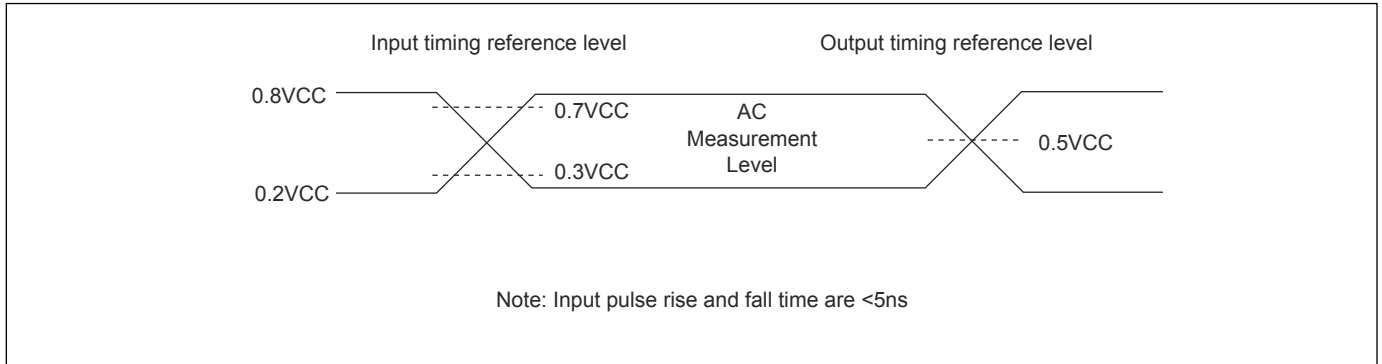 Input timing reference level
Output timing reference level
0.8VCC
0.7VCC
AC
Measurement
Level
0.5VCC
0.3VCC
0.2VCC
Note: Input pulse rise and fall time are <5ns